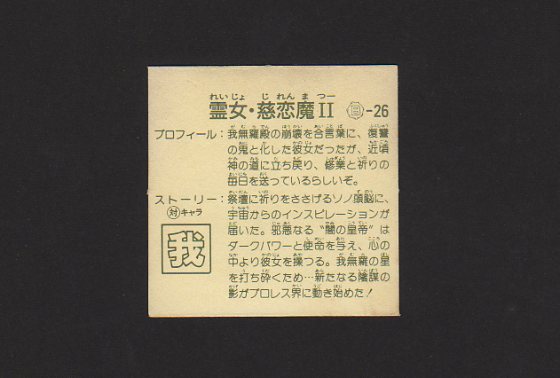 れいじょ じれんまつー
霊女・慈恋魔II -26
プロフィール：我無羅殿の崩壊を合言葉に、復讐
の鬼と化した彼女だったが、近頃
神の道に立ち戻り、修業と祈りの
毎日を送っているらしいぞ。
ストーリー：祭壇に祈りをささげるソノ頭脳に、
対キャラ 宇宙からのインスピレーションが
届いた。邪悪なる“闇の皇帝”は
ダークパワーと使命を与え、心の
我 中より彼女を操つる。我無羅の星
を打ち砕くため…新たなる陰謀の
影がプロレス界に動き始めた！